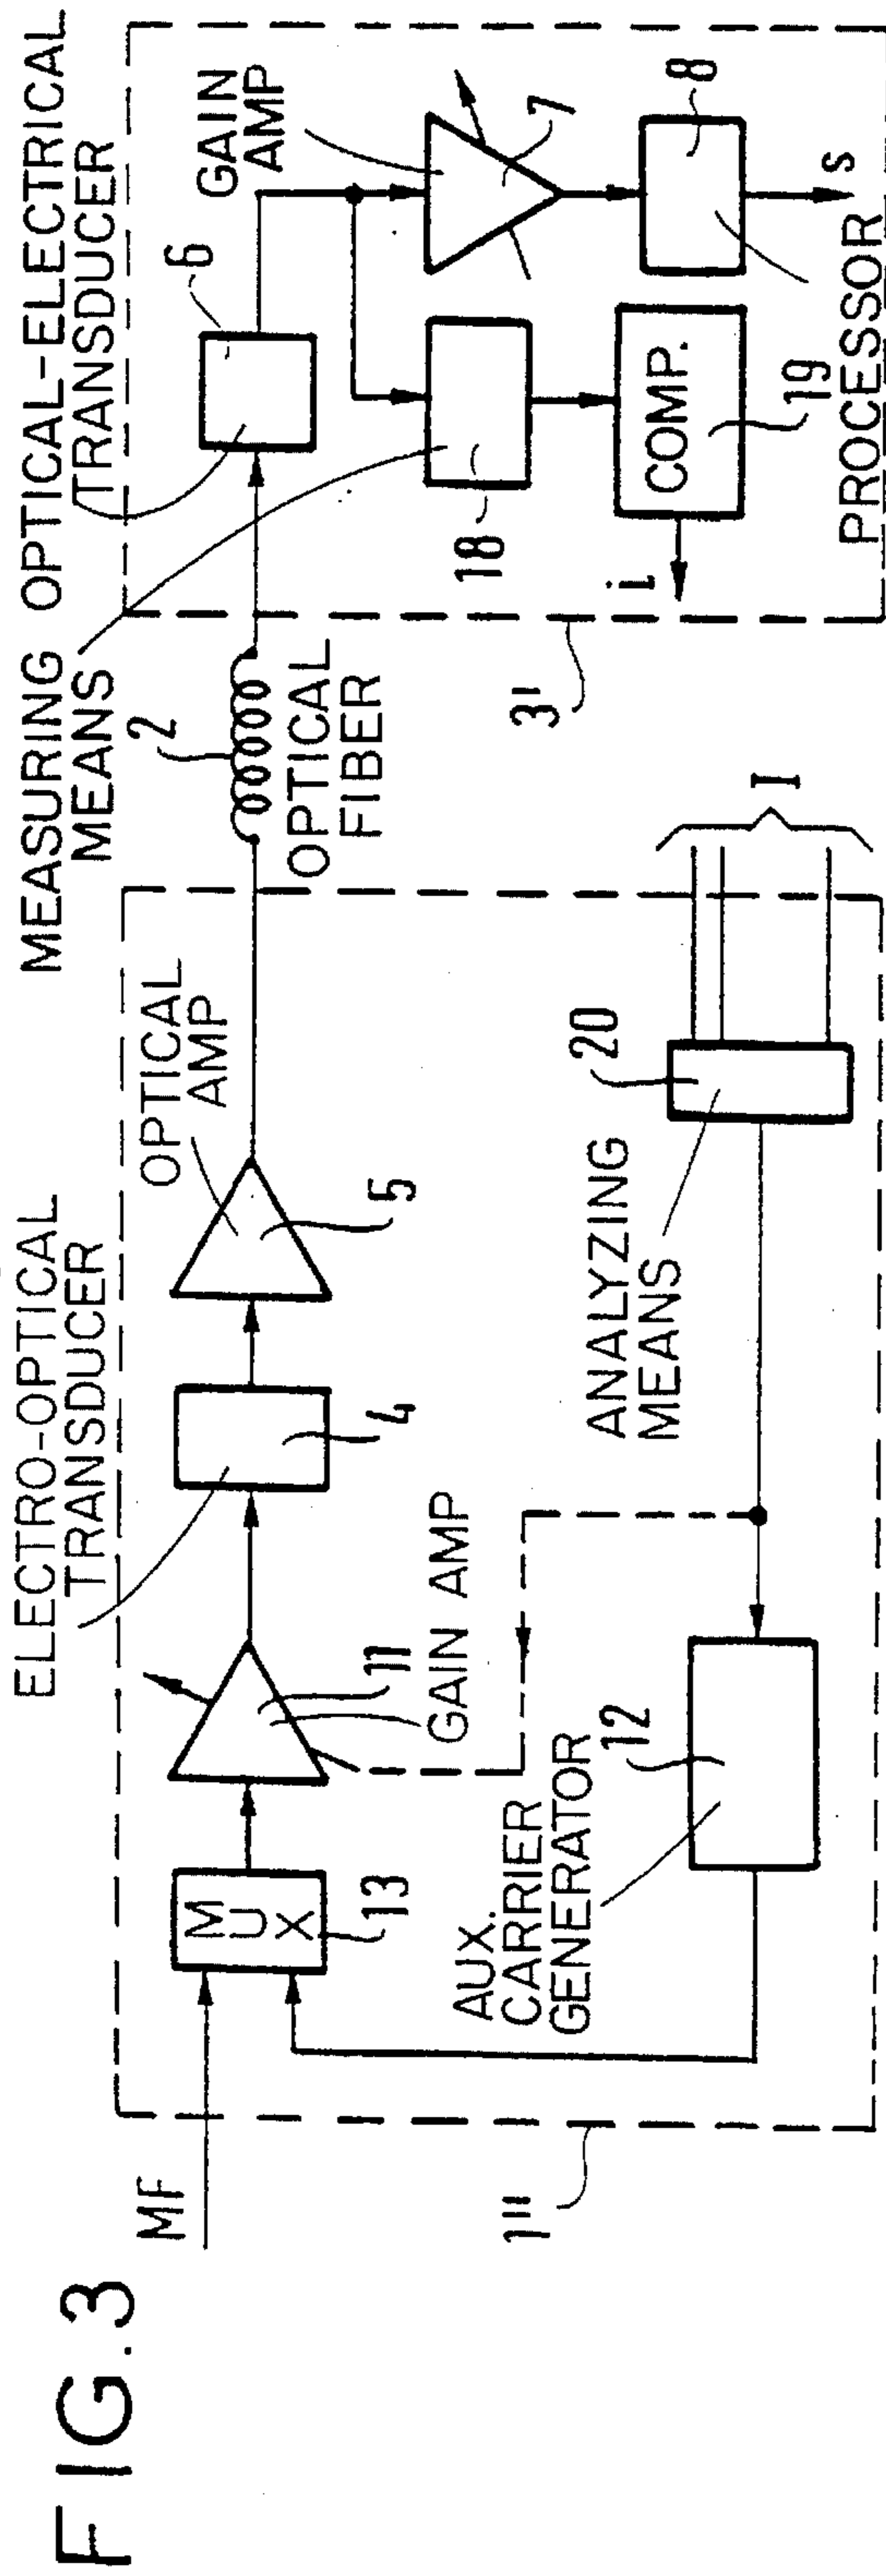 FIG.3
MF
1"
MUX
13
11
GAIN AMP
ELECTRO-OPTICAL
TRANSDUCER
4
OPTICAL
AMP
5
AUX.
CARRIER
GENERATOR
12
ANALYZING
MEANS
20
I
2
OPTICAL
FIBER
3'
MEASURING
MEANS
OPTICAL-ELECTRICAL
TRANSDUCER
6
GAIN
AMP
7
8
s
18
COMP.
19
i
PROCESSOR